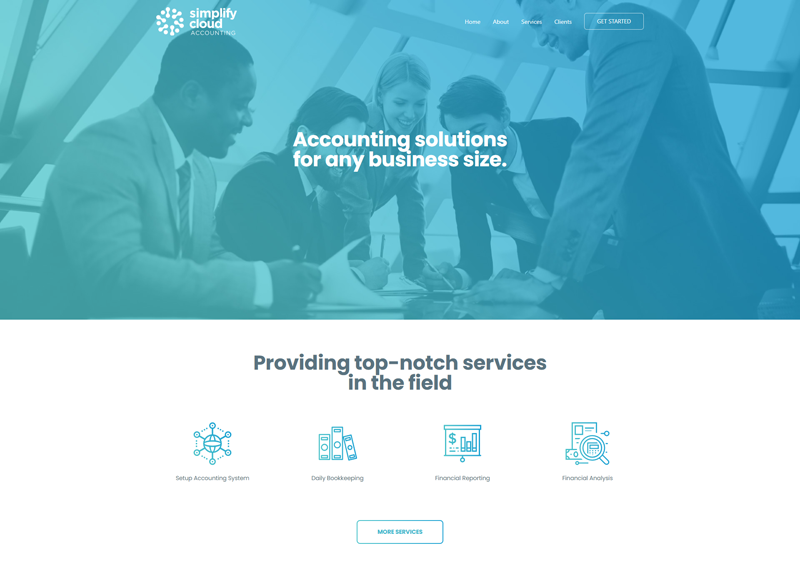 simplify
cloud
ACCOUNTING
Home
About
Services
Clients
GET STARTED
Accounting solutions
for any business size.
Providing top-notch services
in the field
$
Setup Accounting System
Daily Bookkeeping
Financial Reporting
Financial Analysis
MORE SERVICES